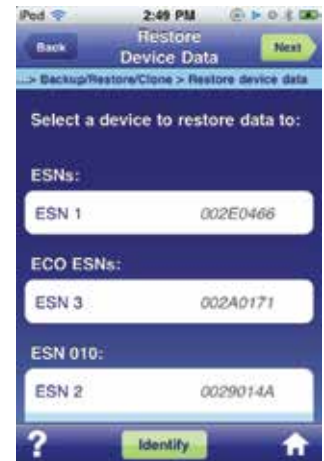 iPod 2:49 PM
Back Restore Device Data Next
...> Backup/Restore/Clone > Restore device data
Select a device to restore data to:
ESNs:
ESN 1 002E0466
ECO ESNs:
ESN 3 002A0171
ESN 010:
ESN 2 0029014A
? Identify